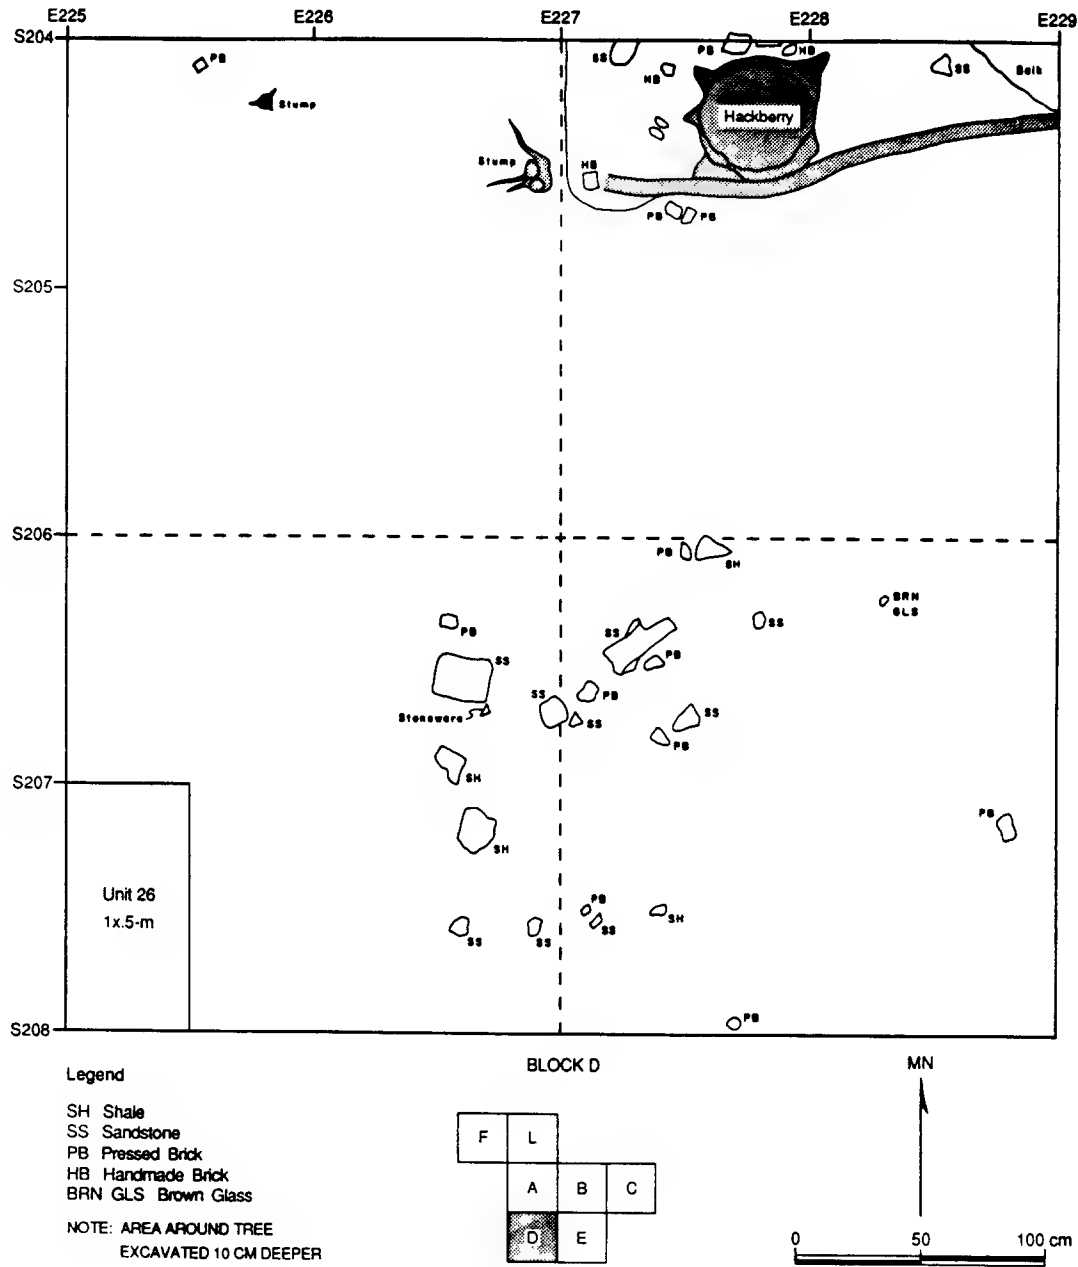 E225 E226 E227 E228 E229
S204
PB
SS
PB
HB
HB
SS
Balk
Stump
Hackberry
Stump
HB
PB PB
S205
S206
PB
SH
BRN
GLS
PB
SS
SS
SS
PB
SS
PB
Stoneware
SS
SS
PB
SH
S207
PB
SH
Unit 26
1x.5-m
PB
SS
SS
SS
SH
S208
PB
BLOCK D
MN
Legend
SH Shale
SS Sandstone
PB Pressed Brick
HB Handmade Brick
BRN GLS Brown Glass
NOTE: AREA AROUND TREE
EXCAVATED 10 CM DEEPER
F L
A B C
D E
0 50 100 cm